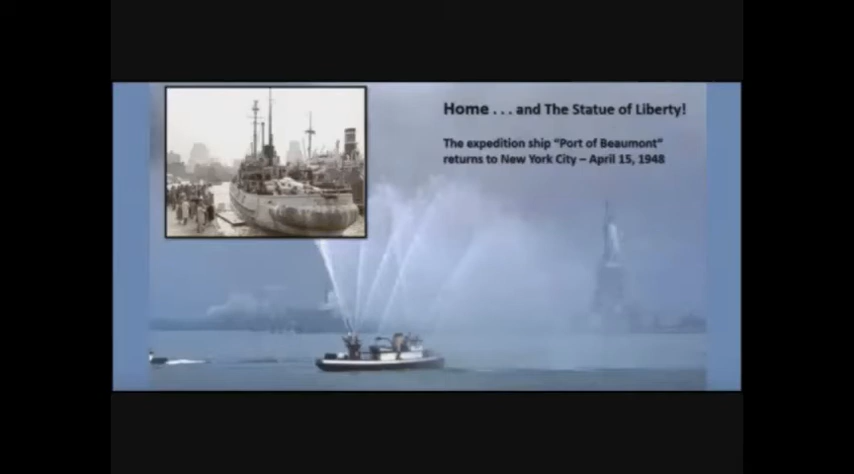 Home . . . and The Statue of Liberty!
The expedition ship “Port of Beaumont”
returns to New York City – April 15, 1948